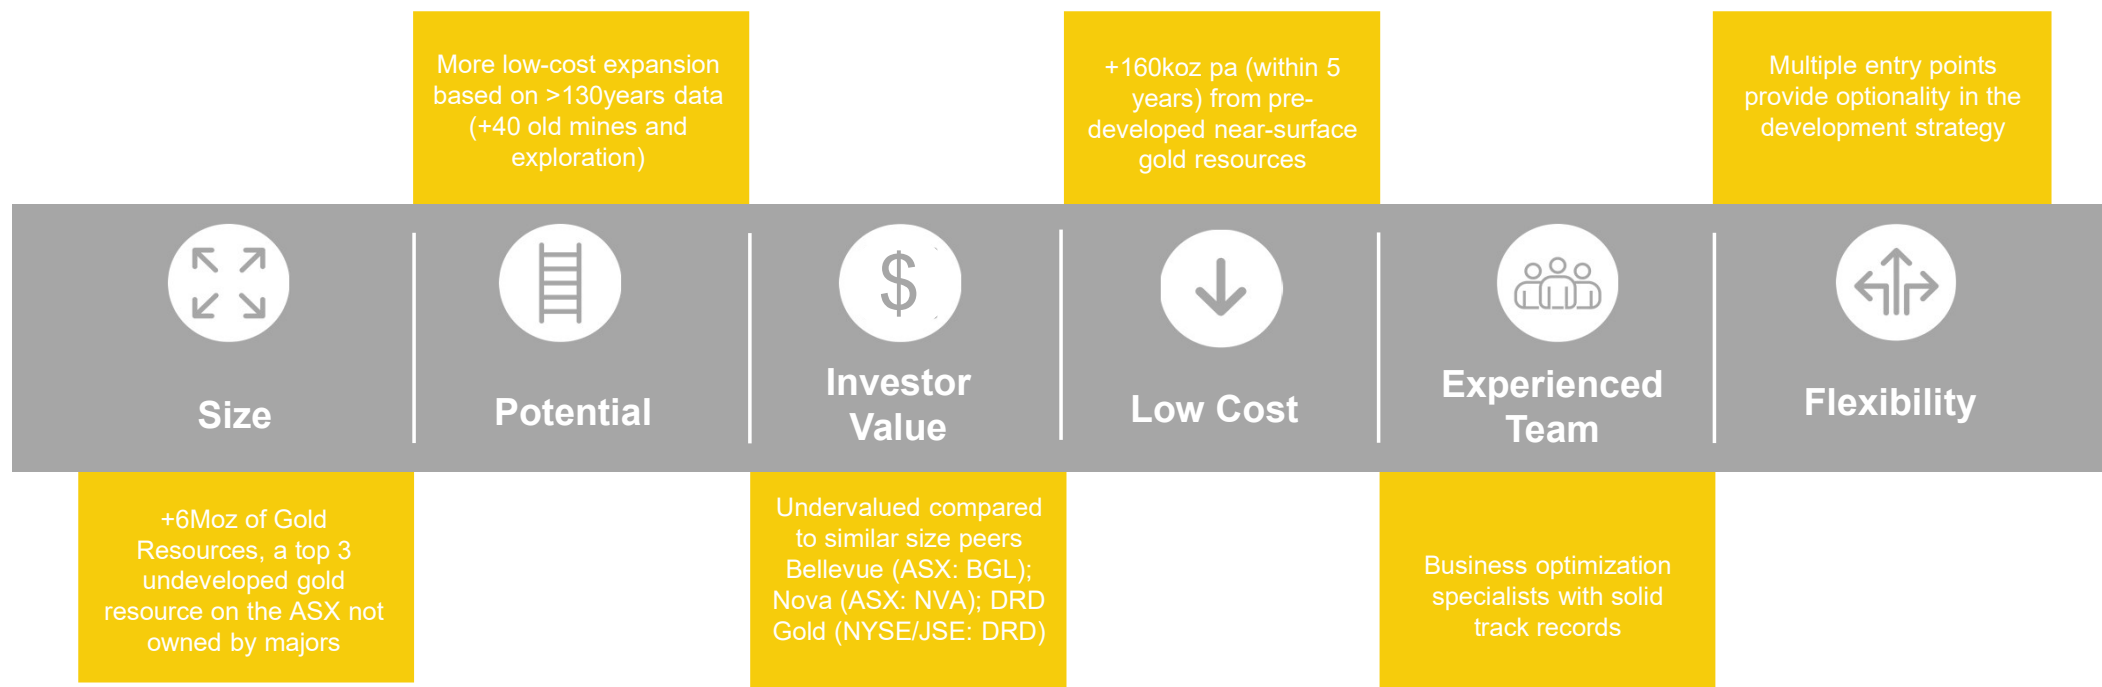 More low-cost expansion
based on >130years data
(+40 old mines and
exploration)
+160koz pa (within 5
years) from pre-
developed near-surface
gold resources
Multiple entry points
provide optionality in the
development strategy
Size
Potential
$
Investor
Value
Low Cost
Experienced
Team
Flexibility
+6Moz of Gold
Resources, a top 3
undeveloped gold
resource on the ASX not
owned by majors
Undervalued compared
to similar size peers
Bellevue (ASX: BGL);
Nova (ASX: NVA); DRD
Gold (NYSE/JSE: DRD)
Business optimization
specialists with solid
track records